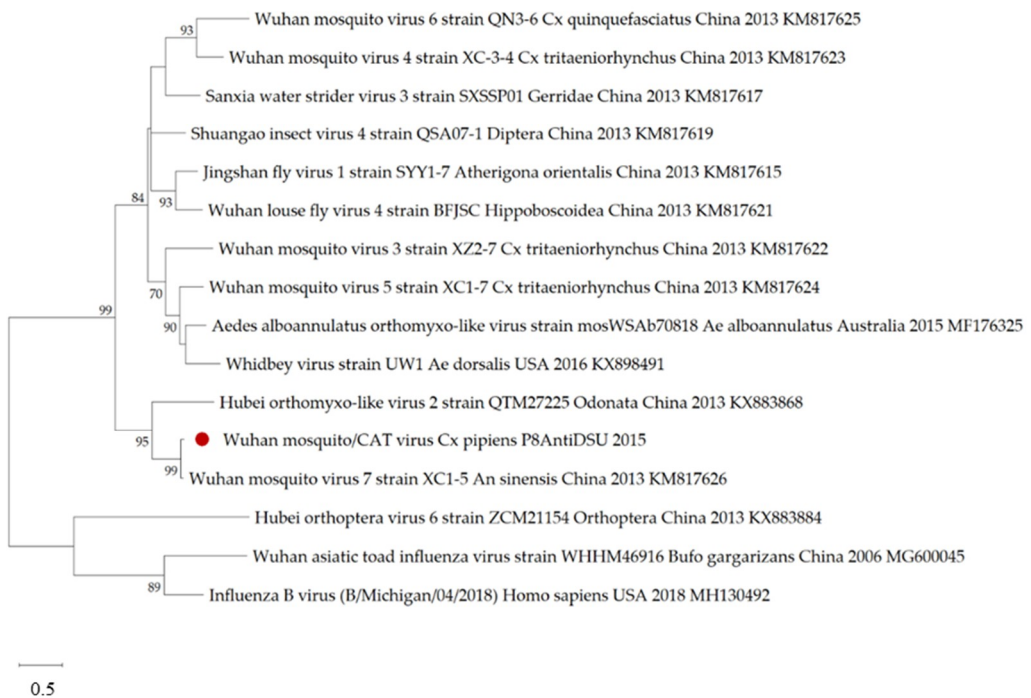 Wuhan mosquito virus 6 strain QN3-6 Cx quinquefasciatus China 2013 KM817625
93
Wuhan mosquito virus 4 strain XC-3-4 Cx tritaeniorhynchus China 2013 KM817623
Sanxia water strider virus 3 strain SXSSP01 Gerridae China 2013 KM817617
Shuangao insect virus 4 strain QSA07-1 Diptera China 2013 KM817619
Jingshan fly virus 1 strain SYY1-7 Atherigona orientalis China 2013 KM817615
84
93
Wuhan louse fly virus 4 strain BFJSC Hippoboscoidea China 2013 KM817621
Wuhan mosquito virus 3 strain XZ2-7 Cx tritaeniorhynchus China 2013 KM817622
Wuhan mosquito virus 5 strain XC1-7 Cx tritaeniorhynchus China 2013 KM817624
70
99
90
Aedes alboannulatus orthomyxo-like virus strain mosWSAb70818 Ae alboannulatus Australia 2015 MF176325
Whidbey virus strain UW1 Ae dorsalis USA 2016 KX898491
Hubei orthomyxo-like virus 2 strain QTM27225 Odonata China 2013 KX883868
95
Wuhan mosquito/CAT virus Cx pipiens P8AntiDSU 2015
99
Wuhan mosquito virus 7 strain XC1-5 An sinensis China 2013 KM817626
Hubei orthoptera virus 6 strain ZCM21154 Orthoptera China 2013 KX883884
Wuhan asiatic toad influenza virus strain WHHM46916 Bufo gargarizans China 2006 MG600045
89
Influenza B virus (B/Michigan/04/2018) Homo sapiens USA 2018 MH130492
0.5